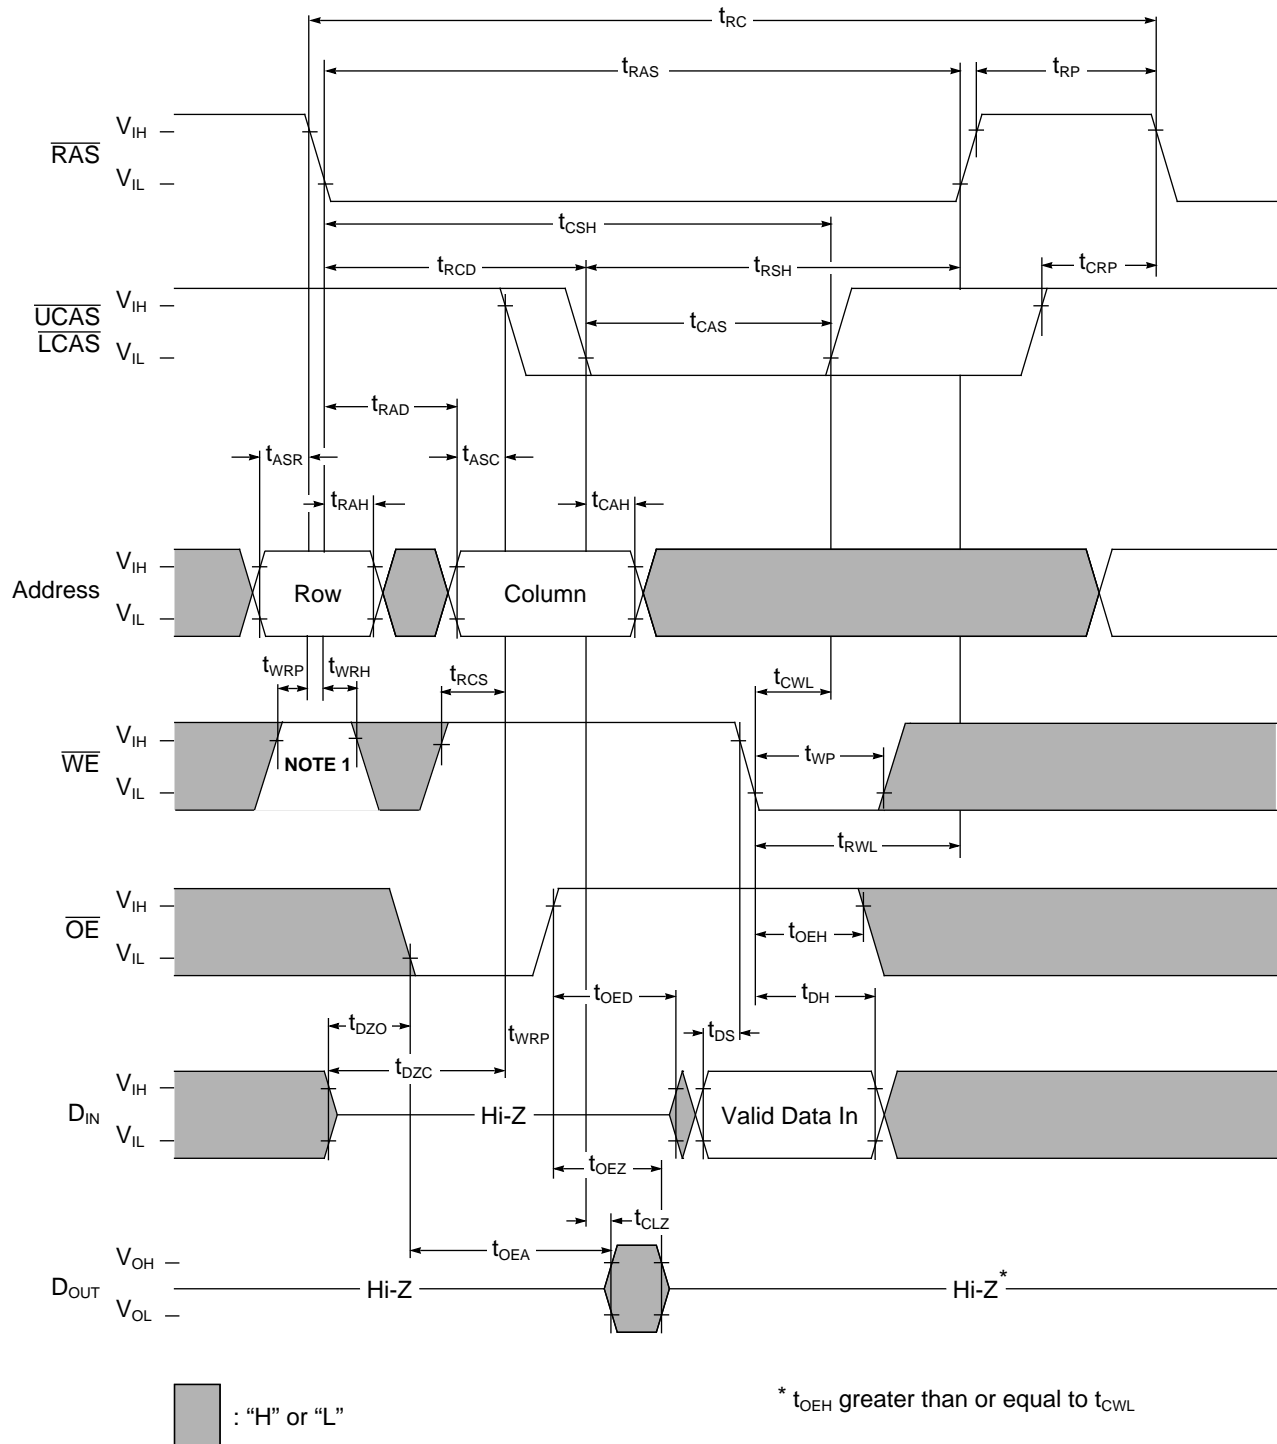 tRC
tRAS
tRP
RAS
VIH
VIL
tCSH
tRCD
tRSH
tCRP
UCAS
LCAS
VIH
VIL
tCAS
tRAD
tASR
tASC
tRAH
tCAH
Address
VIH
VIL
Row
Column
tWRP
tWRH
tRCS
tCWL
WE
VIH
VIL
NOTE 1
tWP
tRWL
OE
VIH
VIL
tOEH
tOED
tDH
tDZO
tWRP
tDS
tDZC
DIN
VIH
VIL
Hi-Z
Valid Data In
tOEZ
tCLZ
tOEA
DOUT
VOH
VOL
Hi-Z
Hi-Z*
: “H” or “L”
* tOEH greater than or equal to tCWL